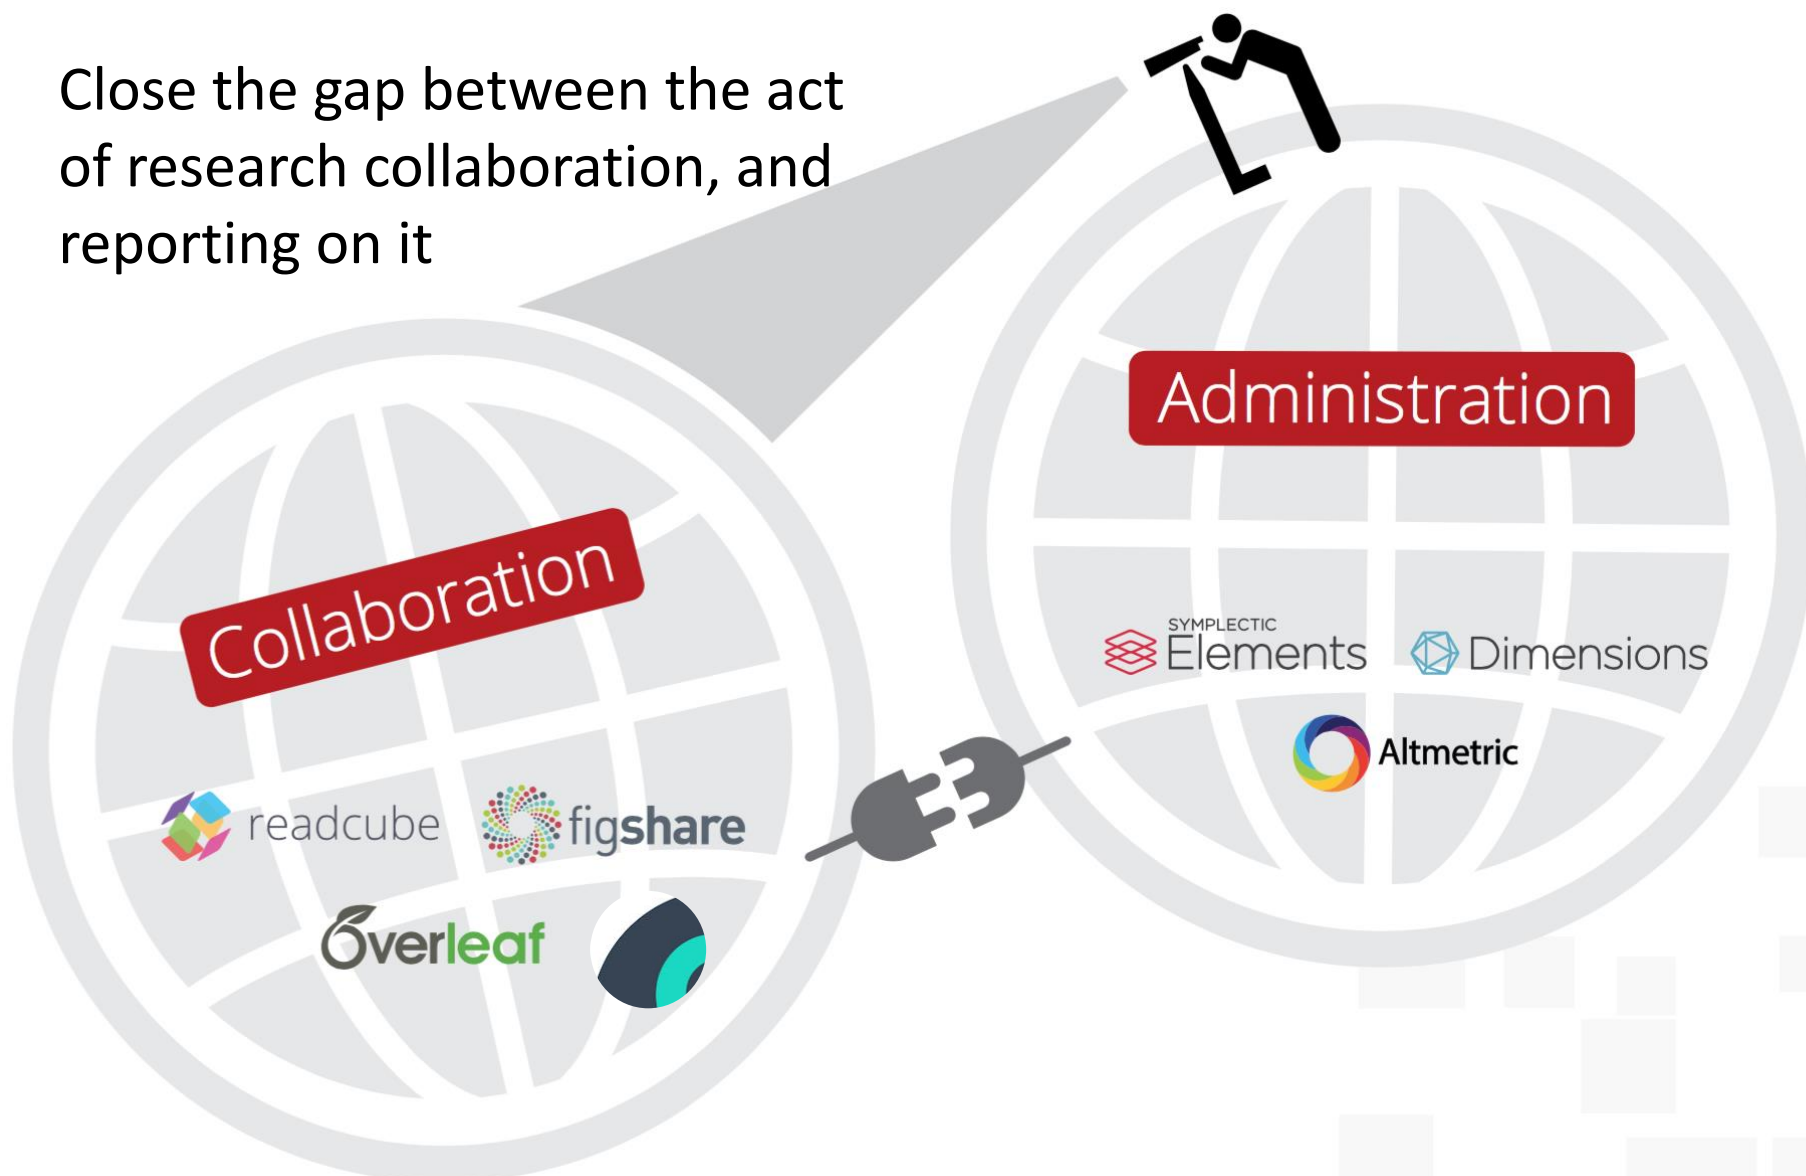 Close the gap between the act
of research collaboration, and
reporting on it
Administration
Collaboration
SYMPLECTIC
Elements
Dimensions
Altmetric
readcube
figshare
Overleaf